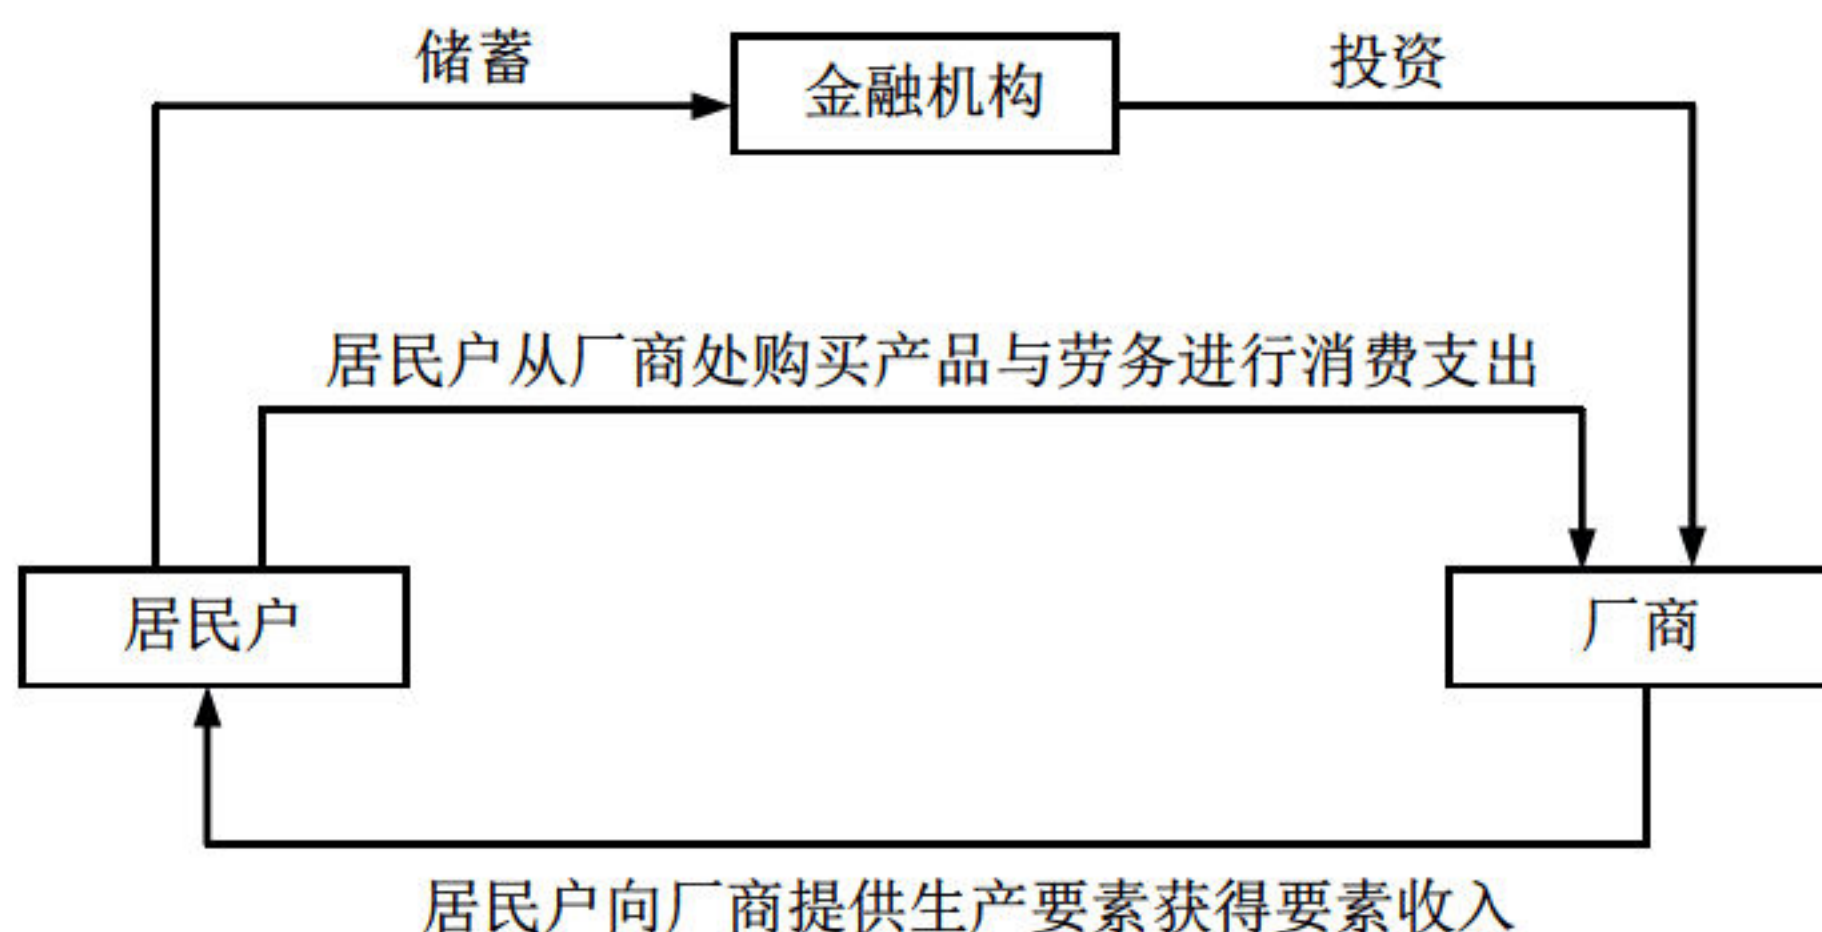 储蓄
金融机构
投资
居民户从厂商处购买产品与劳务进行消费支出
居民户
厂商
居民户向厂商提供生产要素获得要素收入